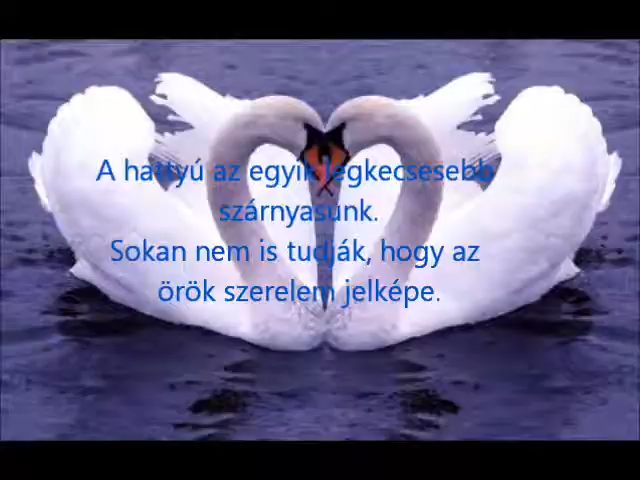 A hattyú az egyik legkecsesebb
szárnyasunk.
Sokan nem is tudják, hogy az
örök szerelem jelképe.